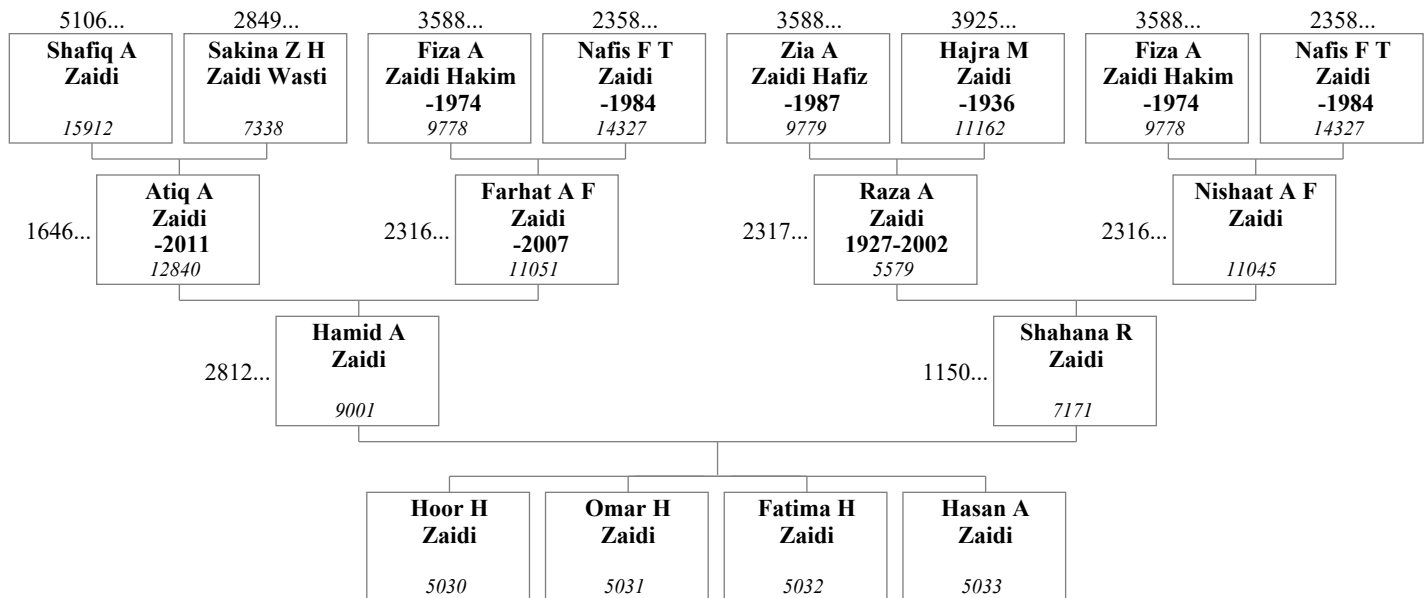 5106... 2849... 3588... 2358... 3588... 3925... 3588... 2358...
Shafiq A Sakina Z H Fiza A Nafis F T Zia A Hajra M Fiza A Nafis F T
Zaidi Zaidi Wasti Zaidi Hakim Zaidi Zaidi Hafiz Zaidi Zaidi Hakim Zaidi
-1974 -1984 -1987 -1936 -1974 -1984
15912 7338 9778 14327 9779 11162 9778 14327
Atiq A Farhat A F Raza A Nishaat A F
Zaidi Zaidi Zaidi Zaidi
1646... -2011 2316... -2007 2317... 1927-2002 2316...
12840 11051 5579 11045
Hamid A Shahana R
Zaidi Zaidi
2812... 1150...
9001 7171
Hoor H Omar H Fatima H Hasan A
Zaidi Zaidi Zaidi Zaidi
5030 5031 5032 5033